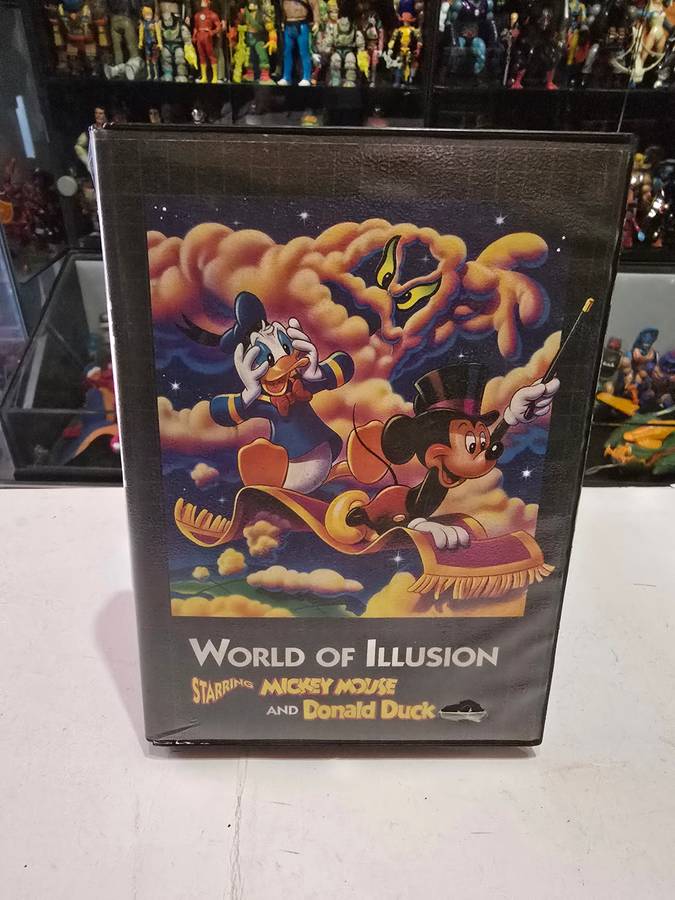 WORLD OF ILLUSION
STARRING MICKEY MOUSE
AND Donald Duck